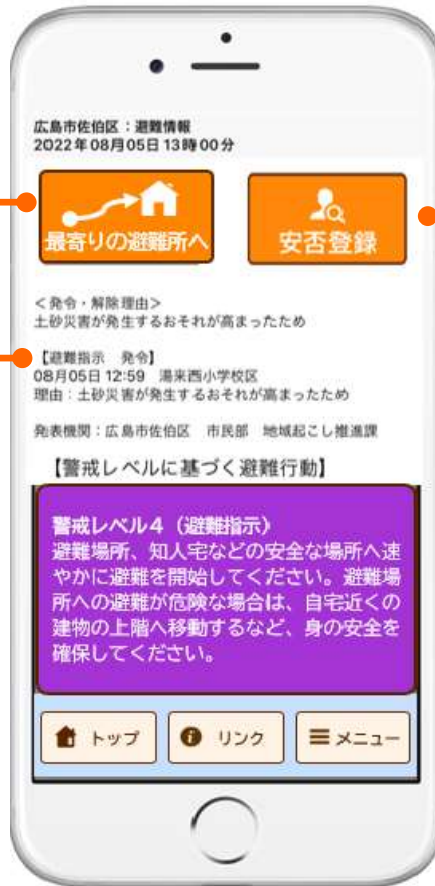 広島市佐伯区：避難情報
2022年08月05日13時00分
最寄りの避難所へ
安否登録
＜発令・解除理由＞
土砂災害が発生するおそれが高まったため
【避難指示　発令】
08月05日 12:59　湯来西小学校区
理由：土砂災害が発生するおそれが高まったため
発表機関：広島市佐伯区　市民部　地域起こし推進課
【警戒レベルに基づく避難行動】
警戒レベル４（避難指示）
避難場所、知人宅などの安全な場所へ速
やかに避難を開始してください。避難場
所への避難が危険な場合は、自宅近くの
建物の上階へ移動するなど、身の安全を
確保してください。
トップ
リンク
メニュー